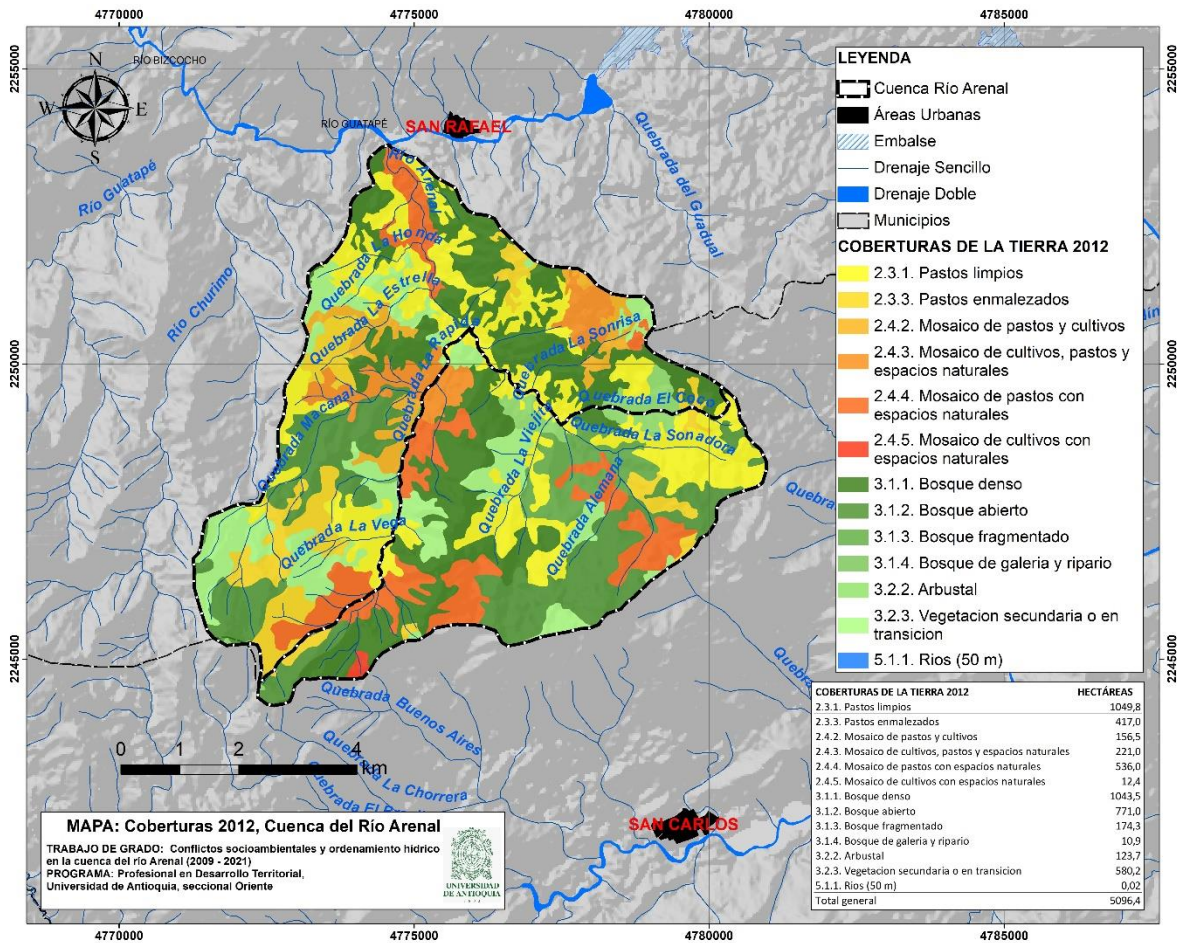 4770000
4775000
4780000
4785000
2255000
2255000
2250000
2250000
2245000
2245000
4770000
4775000
4780000
4785000
N
W
E
S
RÍO BIZCOCHO
RÍO GUATAPÉ
SAN RAFAEL
Río Guatapé
Río Arenal
Quebrada del Guadual
Río Churimo
Quebrada La Honda
Quebrada La Estrella
Quebrada La Rapida
Quebrada La Sonrisa
Quebrada Macanal
Quebrada El Coco
Quebrada La Sonadora
Quebrada La Viejita
Quebrada Alemana
Quebrada La Vega
Quebrada Buenos Aires
Quebrada La Chorrera
SAN CARLOS
0 1 2 4
km
LEYENDA
Cuenca Río Arenal
Áreas Urbanas
Embalse
Drenaje Sencillo
Drenaje Doble
Municipios
COBERTURAS DE LA TIERRA 2012
2.3.1. Pastos limpios
2.3.3. Pastos enmalezados
2.4.2. Mosaico de pastos y cultivos
2.4.3. Mosaico de cultivos, pastos y
espacios naturales
2.4.4. Mosaico de pastos con
espacios naturales
2.4.5. Mosaico de cultivos con
espacios naturales
3.1.1. Bosque denso
3.1.2. Bosque abierto
3.1.3. Bosque fragmentado
3.1.4. Bosque de galeria y ripario
3.2.2. Arbustal
3.2.3. Vegetacion secundaria o en
transicion
5.1.1. Rios (50 m)
COBERTURAS DE LA TIERRA 2012 HECTÁREAS
2.3.1. Pastos limpios 1049,8
2.3.3. Pastos enmalezados 417,0
2.4.2. Mosaico de pastos y cultivos 156,5
2.4.3. Mosaico de cultivos, pastos y espacios naturales 221,0
2.4.4. Mosaico de pastos con espacios naturales 536,0
2.4.5. Mosaico de cultivos con espacios naturales 12,4
3.1.1. Bosque denso 1043,5
3.1.2. Bosque abierto 771,0
3.1.3. Bosque fragmentado 174,3
3.1.4. Bosque de galeria y ripario 10,9
3.2.2. Arbustal 123,7
3.2.3. Vegetacion secundaria o en transicion 580,2
5.1.1. Rios (50 m) 0,02
Total general 5096,4
MAPA: Coberturas 2012, Cuenca del Río Arenal
TRABAJO DE GRADO: Conflictos socioambientales y ordenamiento hídrico
en la cuenca del río Arenal (2009 - 2021)
PROGRAMA: Profesional en Desarrollo Territorial,
Universidad de Antioquia, seccional Oriente
UNIVERSIDAD
DE ANTIOQUIA